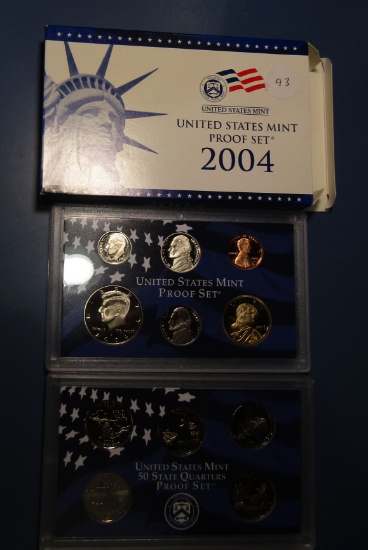 93
UNITED STATES MINT
UNITED STATES MINT
PROOF SET®
2004
UNITED STATES MINT
PROOF SET®
UNITED STATES MINT
50 STATE QUARTERS
PROOF SET™